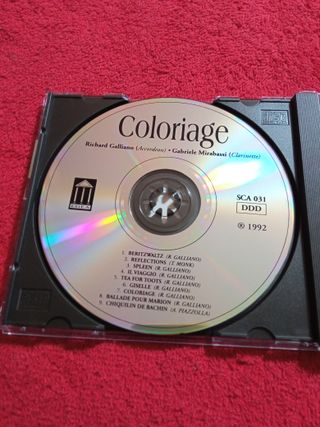 Coloriage
Richard Galliano (Accordeon) • Gabriele Mirabassi (Clarinette)
SCA 031
DDD
℗ 1992
1. BERITZWALTZ (R. GALLIANO)
2. REFLECTIONS (T. MONK)
3. SPLEEN (R. GALLIANO)
4. IL VIAGGIO (R. GALLIANO)
5. TEA FOR TOOTS (R. GALLIANO)
6. GISELLE (R. GALLIANO)
7. COLORIAGE (R. GALLIANO)
8. BALLADE POUR MARION (R. GALLIANO)
9. CHIQUILIN DE BACHIN (A. PIAZZOLLA)